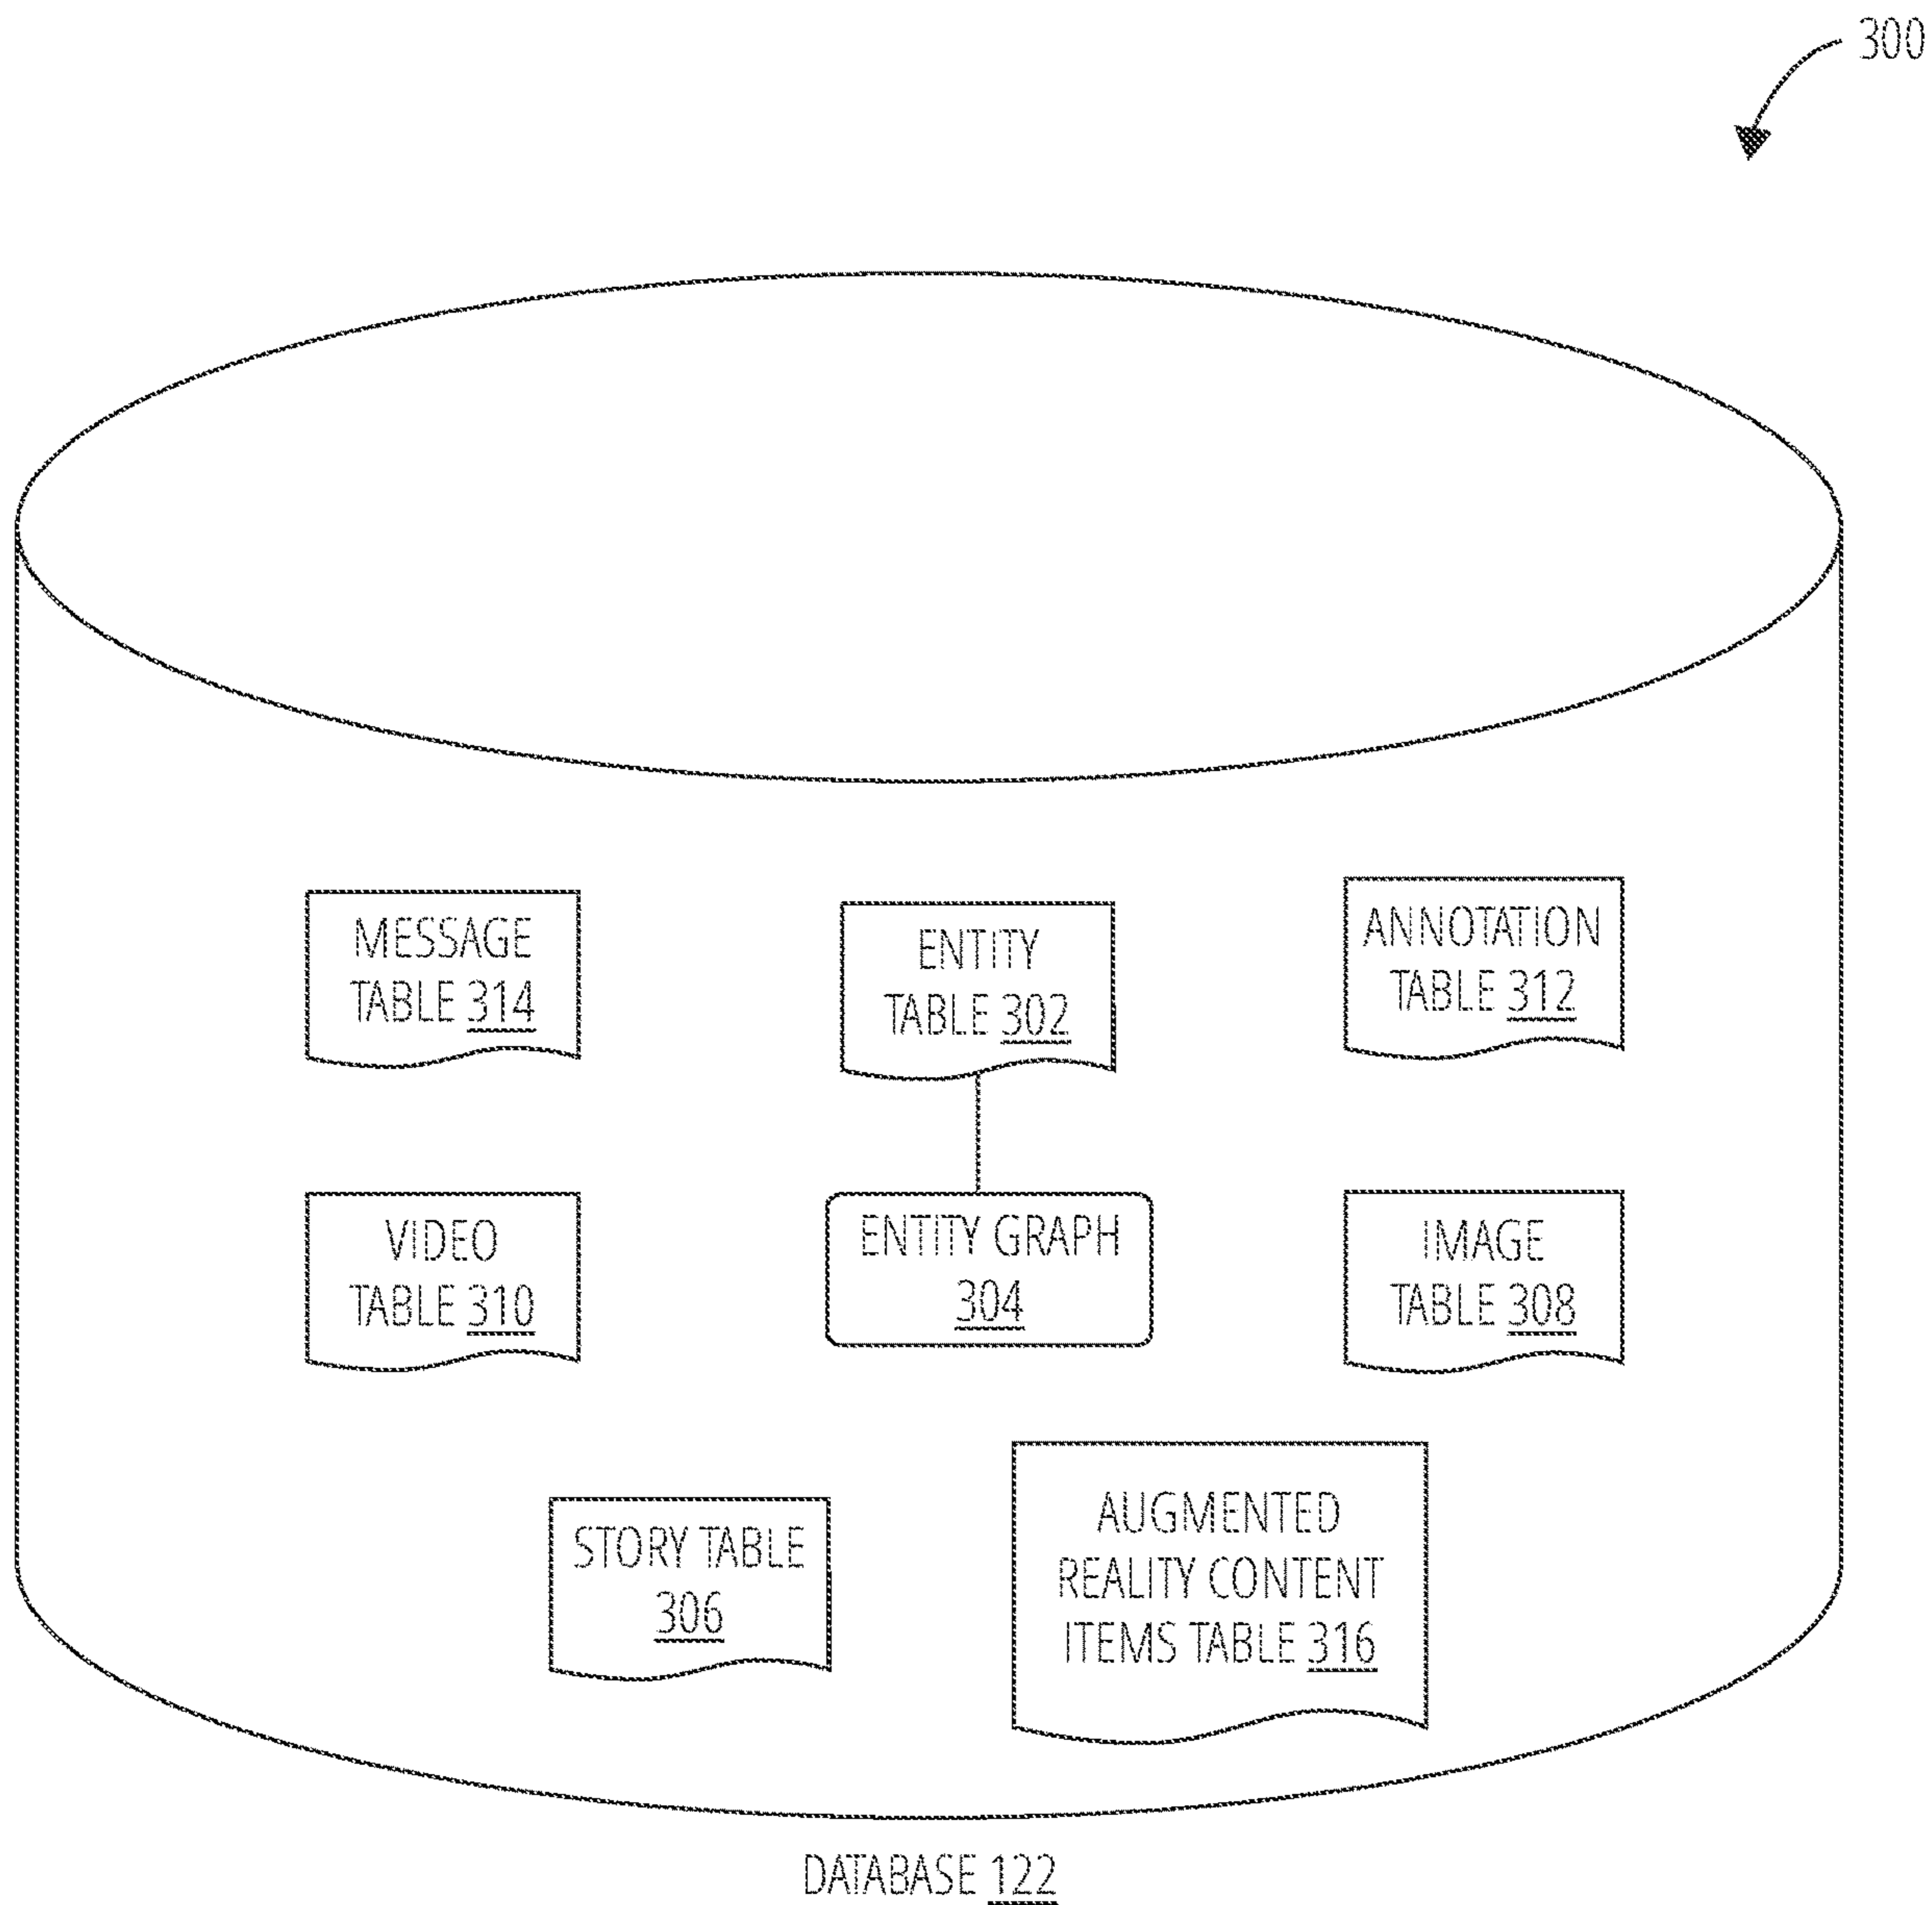 300
MESSAGE
TABLE 314
ENTITY
TABLE 302
ANNOTATION
TABLE 312
VIDEO
TABLE 310
ENTITY GRAPH
304
IMAGE
TABLE 308
STORY TABLE
306
AUGMENTED
REALITY CONTENT
ITEMS TABLE 316
DATABASE 122